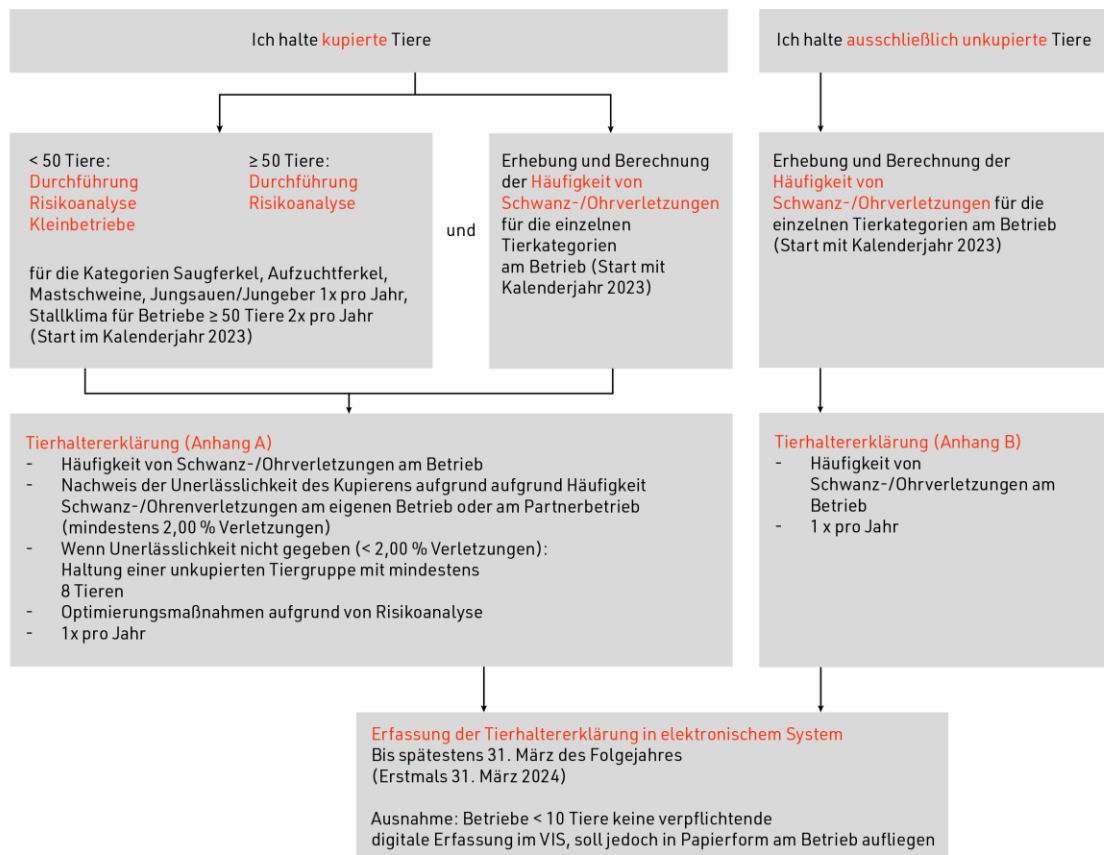 Ich halte kupierte Tiere
Ich halte ausschließlich unkupierte Tiere
< 50 Tiere:
Durchführung
Risikoanalyse
Kleinbetriebe
≥ 50 Tiere:
Durchführung
Risikoanalyse
für die Kategorien Saugferkel, Aufzuchtferkel,
Mastschweine, Jungsauen/Jungeber 1x pro Jahr,
Stallklima für Betriebe ≥ 50 Tiere 2x pro Jahr
(Start im Kalenderjahr 2023)
und
Erhebung und Berechnung
der Häufigkeit von
Schwanz-/Ohrverletzungen
für die einzelnen
Tierkategorien
am Betrieb (Start mit
Kalenderjahr 2023)
Erhebung und Berechnung der
Häufigkeit von
Schwanz-/Ohrverletzungen für die
einzelnen Tierkategorien am Betrieb
(Start mit Kalenderjahr 2023)
Tierhaltererklärung (Anhang A)
- Häufigkeit von Schwanz-/Ohrverletzungen am Betrieb
- Nachweis der Unerlässlichkeit des Kupierens aufgrund aufgrund Häufigkeit
Schwanz-/Ohrenverletzungen am eigenen Betrieb oder am Partnerbetrieb
(mindestens 2,00 % Verletzungen)
- Wenn Unerlässlichkeit nicht gegeben (< 2,00 % Verletzungen):
Haltung einer unkupierten Tiergruppe mit mindestens
8 Tieren
- Optimierungsmaßnahmen aufgrund von Risikoanalyse
- 1x pro Jahr
Tierhaltererklärung (Anhang B)
- Häufigkeit von
Schwanz-/Ohrverletzungen am
Betrieb
- 1 x pro Jahr
Erfassung der Tierhaltererklärung in elektronischem System
Bis spätestens 31. März des Folgejahres
(Erstmals 31. März 2024)
Ausnahme: Betriebe < 10 Tiere keine verpflichtende
digitale Erfassung im VIS, soll jedoch in Papierform am Betrieb aufliegen